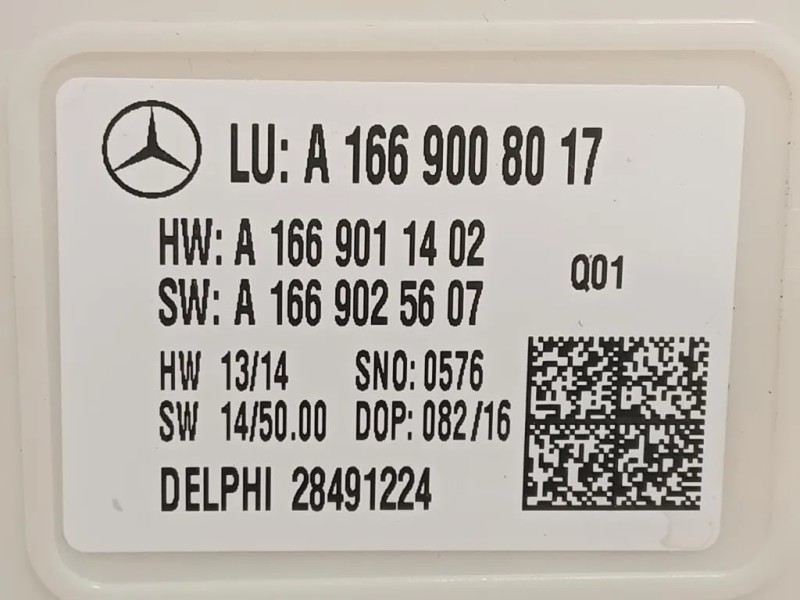 LU: A 166 900 80 17
HW: A 166 901 14 02
SW: A 166 902 56 07
Q01
HW 13/14 SNO: 0576
SW 14/50.00 DOP: 082/16
DELPHI 28491224